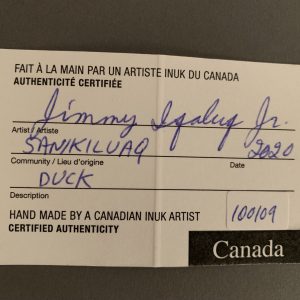 FAIT À LA MAIN PAR UN ARTISTE INUK DU CANADA
AUTHENTICITÉ CERTIFIÉE
Jimmy Iqaluq Jr.
Artist / Artiste
SANIKILUAQ 2020
Community / Lieu d'origine Date
DUCK
Description
HAND MADE BY A CANADIAN INUK ARTIST
CERTIFIED AUTHENTICITY
100109
Canada